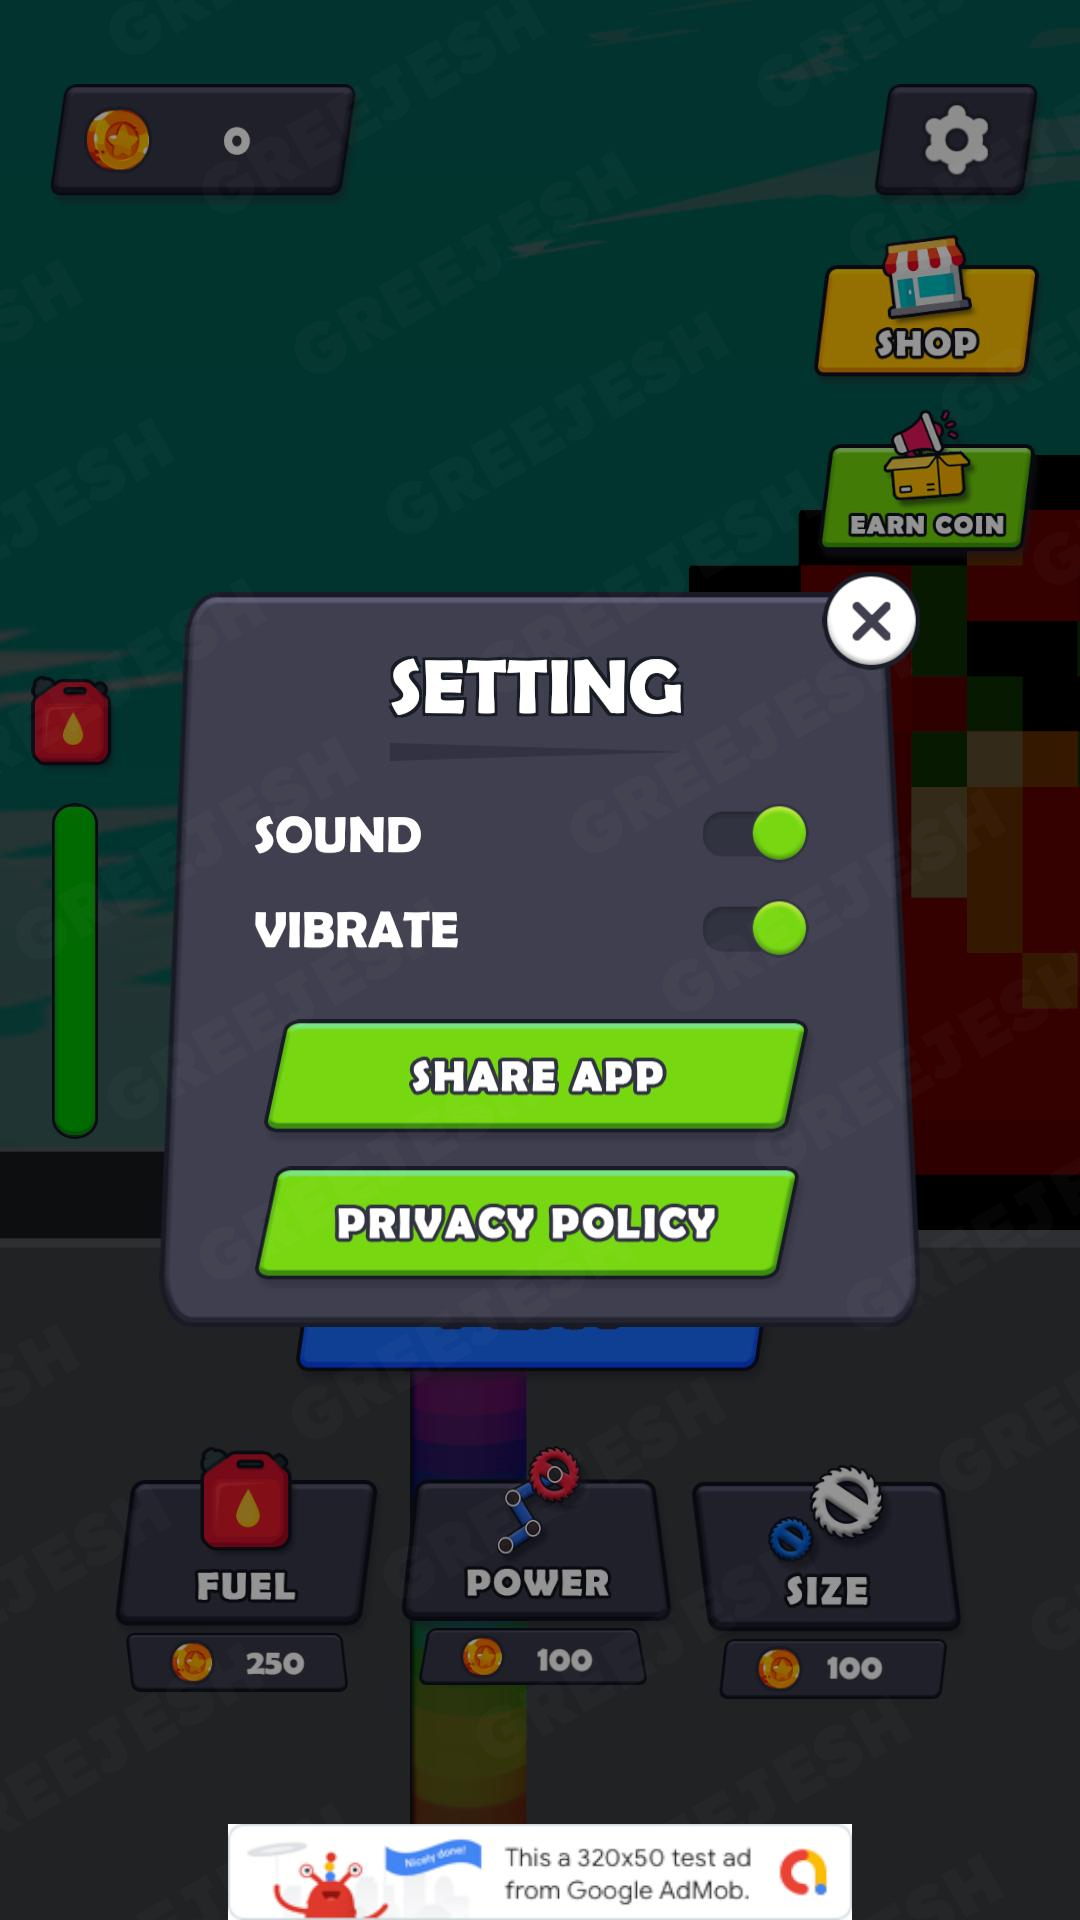 0
SHOP
EARN COIN
SETTING
SOUND
VIBRATE
SHARE APP
PRIVACY POLICY
FUEL
POWER
SIZE
250
100
100
Nicely done!
This a 320x50 test ad
from Google AdMob.
GREEJESH